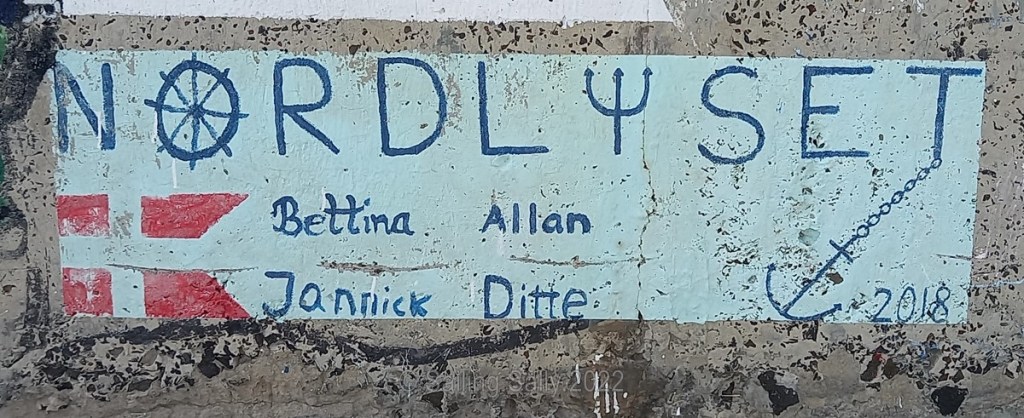 NORDLYSET
Bettina Allan
Jannick Ditte
2018
© Sailing Sally 2022